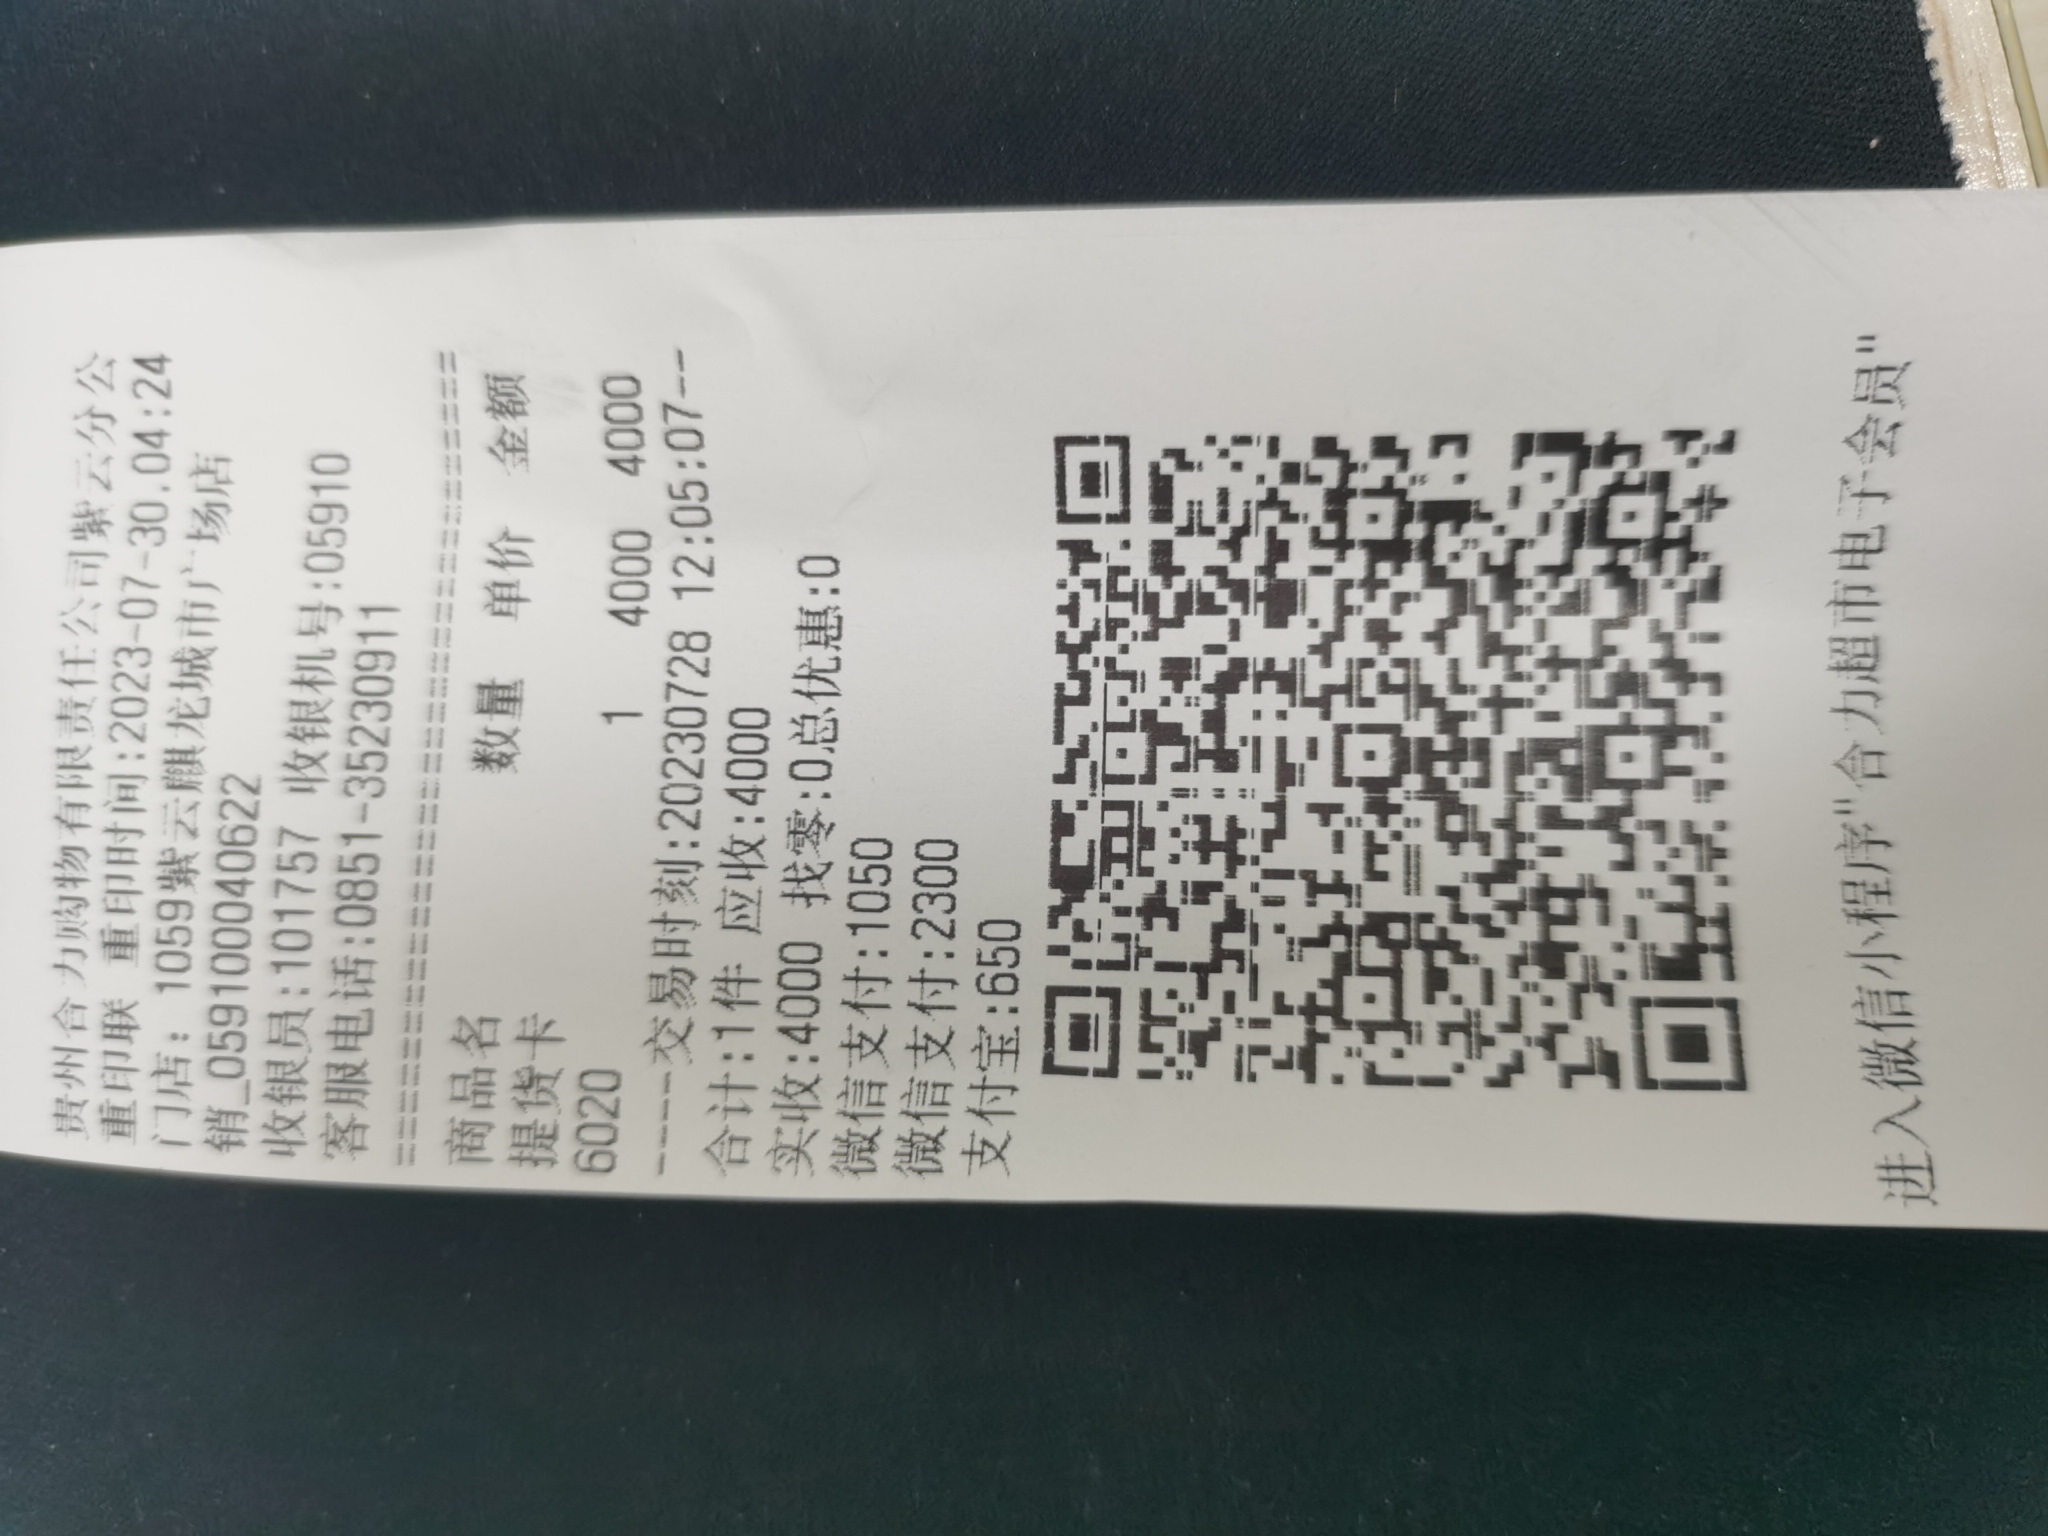 贵州合力购物有限责任公司紫云分公
重印联 重印时间:2023-07-30.04:24
门店: 1059紫云麒龙城市广场店
销_0591000040622
收银员:101757 收银机号:05910
客服电话:0851-35230911
================================
商品名 数量 单价 金额
提货卡
6020 1 4000 4000
----交易时刻:20230728 12:05:07--
合计:1件 应收:4000
实收:4000 找零:0总优惠:0
微信支付:1050
微信支付:2300
支付宝:650
进入微信小程序"合力超市电子会员"